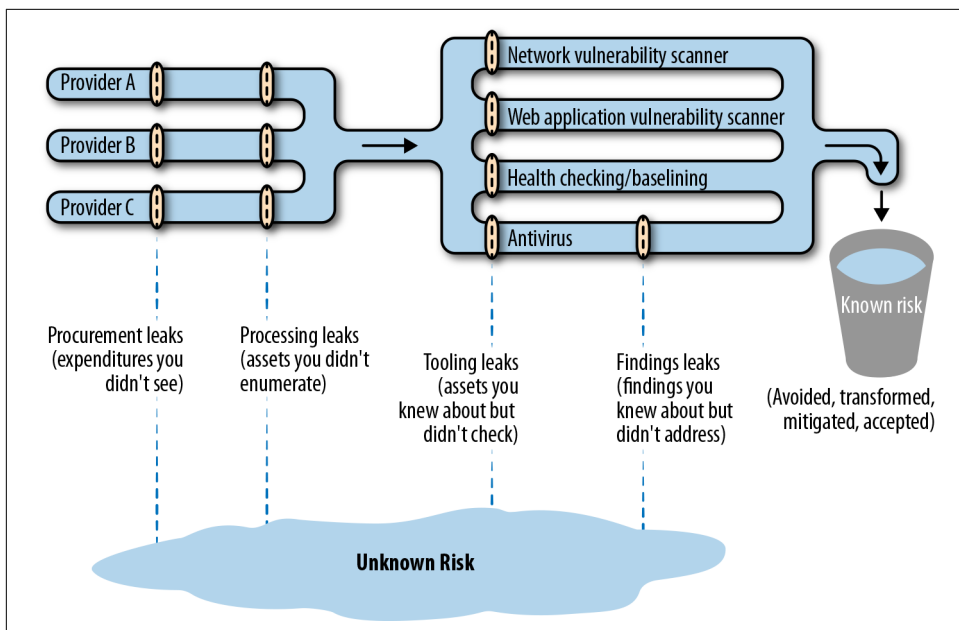 Provider A
Provider B
Provider C
Network vulnerability scanner
Web application vulnerability scanner
Health checking/baselining
Antivirus
Procurement leaks
(expenditures you
didn't see)
Processing leaks
(assets you didn't
enumerate)
Tooling leaks
(assets you
knew about but
didn't check)
Findings leaks
(findings you
knew about but
didn't address)
Known risk
(Avoided, transformed,
mitigated, accepted)
Unknown Risk